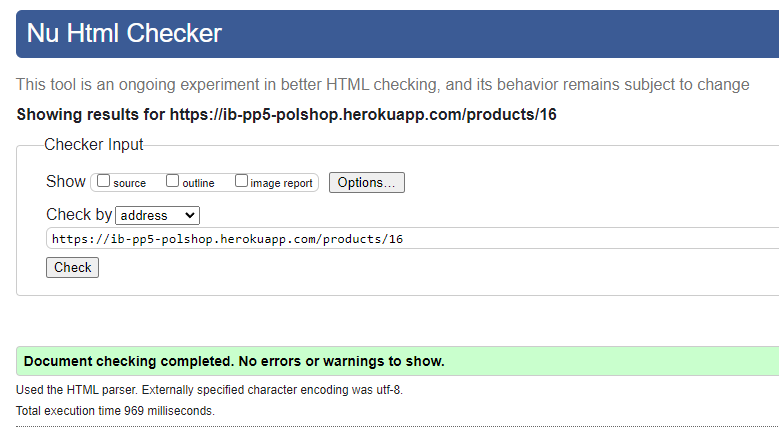 Nu Html Checker
This tool is an ongoing experiment in better HTML checking, and its behavior remains subject to change
Showing results for https://ib-pp5-polshop.herokuapp.com/products/16
Checker Input
Show source outline image report Options...
Check by address
https://ib-pp5-polshop.herokuapp.com/products/16
Check
Document checking completed. No errors or warnings to show.
Used the HTML parser. Externally specified character encoding was utf-8.
Total execution time 969 milliseconds.